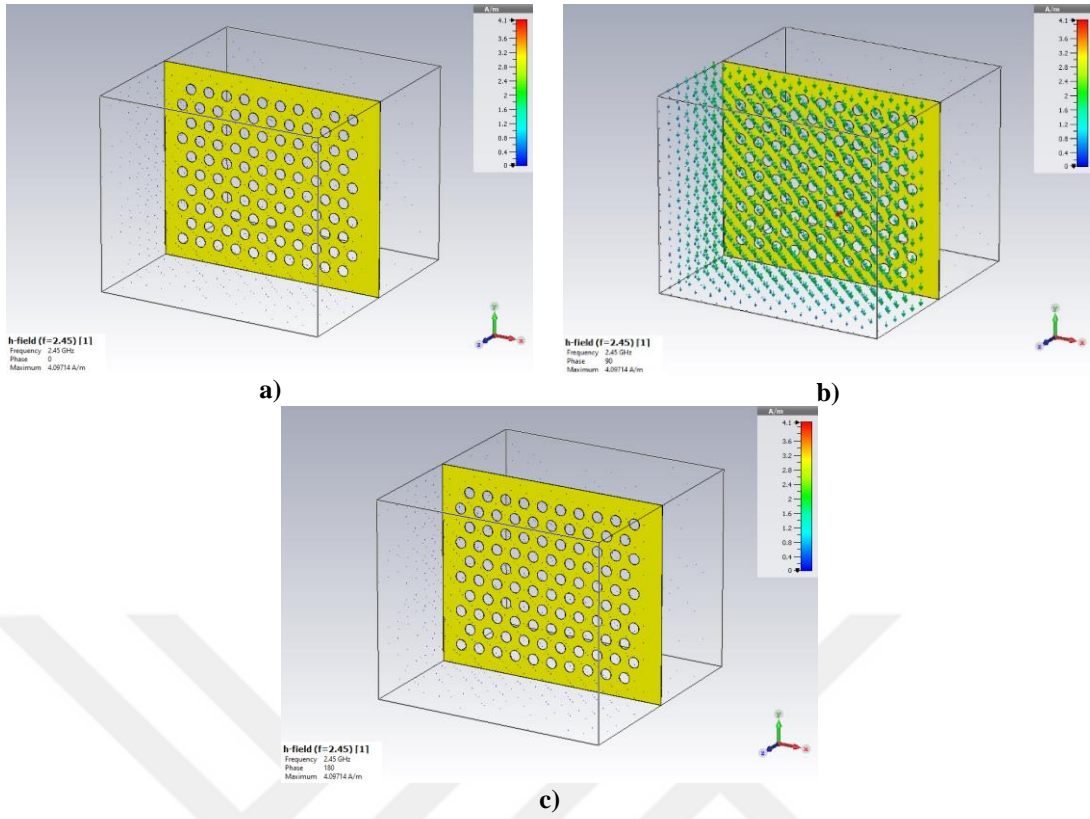 A/m
4.1
3.6
3.2
2.8
2.4
2
1.6
1.2
0.8
0.4
0
y
z
x
h-field (f=2.45) [1]
Frequency 2.45 GHz
Phase 0
Maximum 4.09714 A/m
a)
A/m
4.1
3.6
3.2
2.8
2.4
2
1.6
1.2
0.8
0.4
0
y
z
x
h-field (f=2.45) [1]
Frequency 2.45 GHz
Phase 90
Maximum 4.09714 A/m
b)
A/m
4.1
3.6
3.2
2.8
2.4
2
1.6
1.2
0.8
0.4
0
y
z
x
h-field (f=2.45) [1]
Frequency 2.45 GHz
Phase 180
Maximum 4.09714 A/m
c)